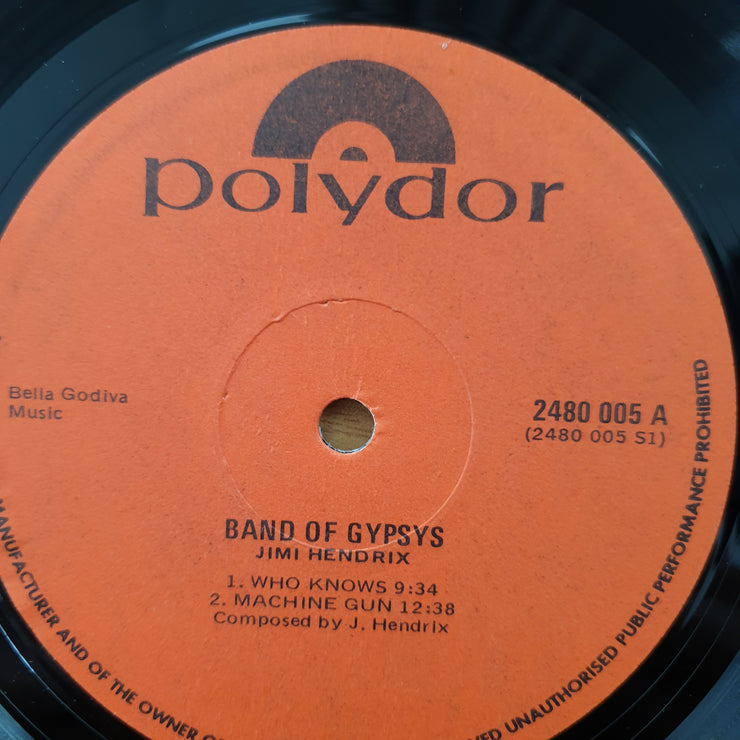 polydor
Bella Godiva
Music
2480 005 A
(2480 005 S1)
BAND OF GYPSYS
JIMI HENDRIX
1. WHO KNOWS 9:34
2. MACHINE GUN 12:38
Composed by J. Hendrix
MANUFACTURER AND OF THE OWNER
UNAUTHORISED PUBLIC PERFORMANCE PROHIBITED